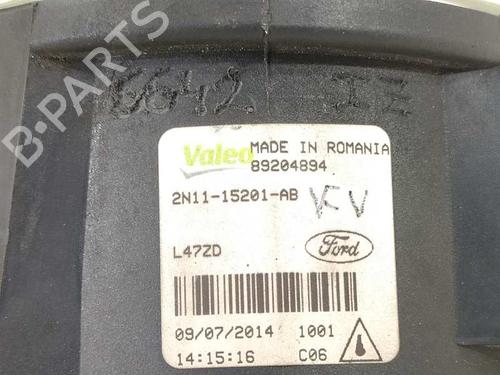 B-PARTS
6642 IZ
Valeo MADE IN ROMANIA
89204894
2N11-15201-AB
L47ZD Ford
09/07/2014 1001
14:15:16 C06